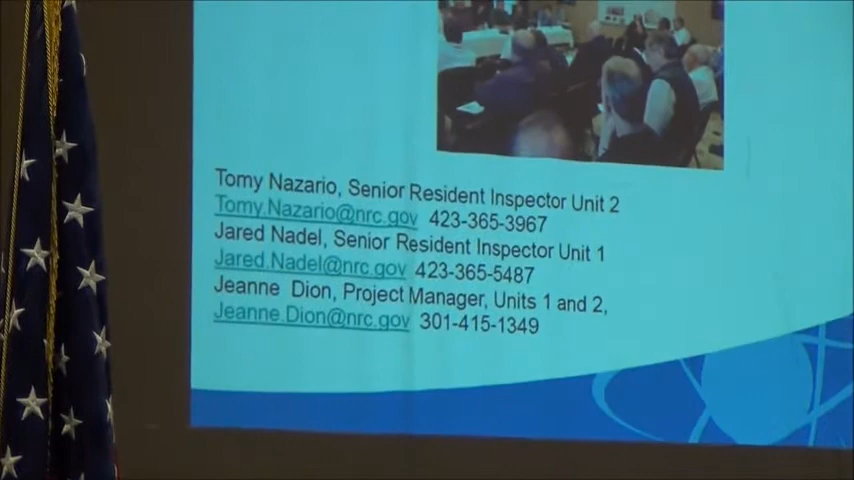 Tomy Nazario, Senior Resident Inspector Unit 2
Tomy.Nazario@nrc.gov 423-365-3967
Jared Nadel, Senior Resident Inspector Unit 1
Jared.Nadel@nrc.gov 423-365-5487
Jeanne Dion, Project Manager, Units 1 and 2,
Jeanne.Dion@nrc.gov 301-415-1349